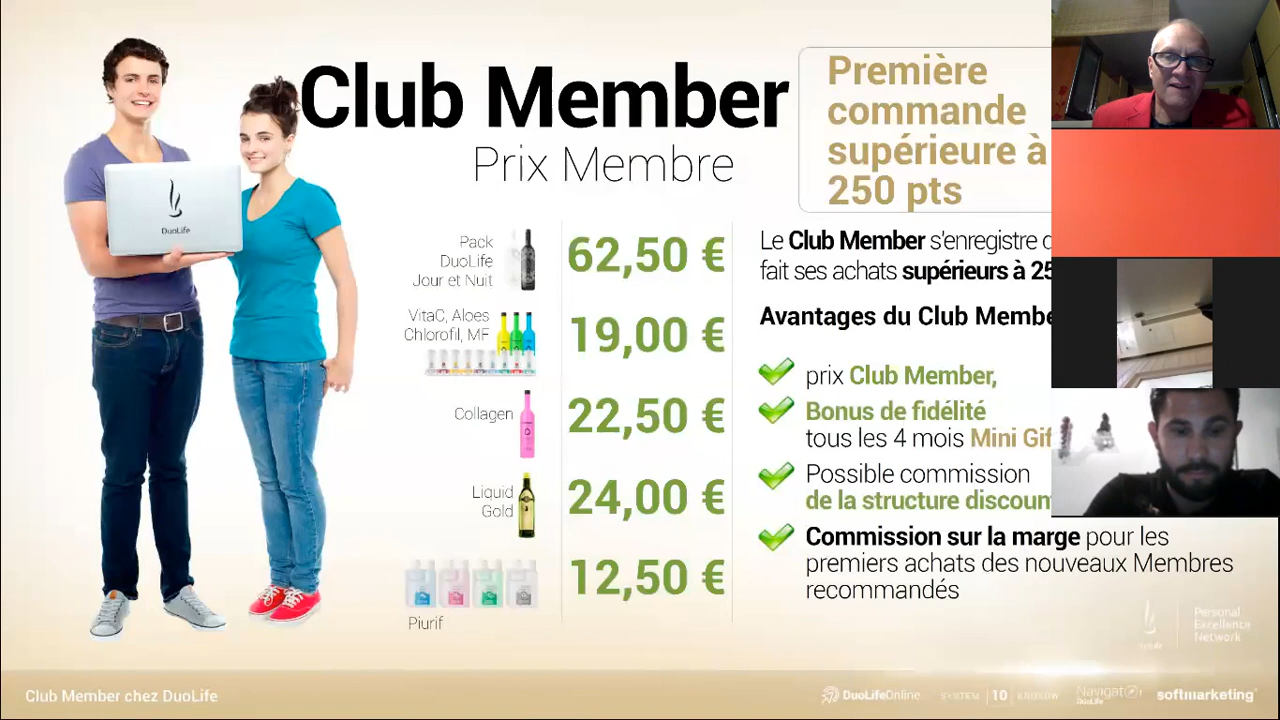 Club Member
Prix Membre
Première
commande
supérieure à
250 pts
DuoLife
Pack
DuoLife
Jour et Nuit
62,50 €
VitaC, Aloes
Chlorofil, MF
19,00 €
Collagen
22,50 €
Liquid
Gold
24,00 €
Piurif
12,50 €
Le Club Member s'enregistre
fait ses achats supérieurs à 25
Avantages du Club Membe
prix Club Member,
Bonus de fidélité
tous les 4 mois Mini Gif
Possible commission
de la structure discoun
Commission sur la marge pour les
premiers achats des nouveaux Membres
recommandés
Personal
Excellence
Network
Club Member chez DuoLife
DuoLifeOnline
SYSTEM 10
Navigat
DuoLife
softmarketing